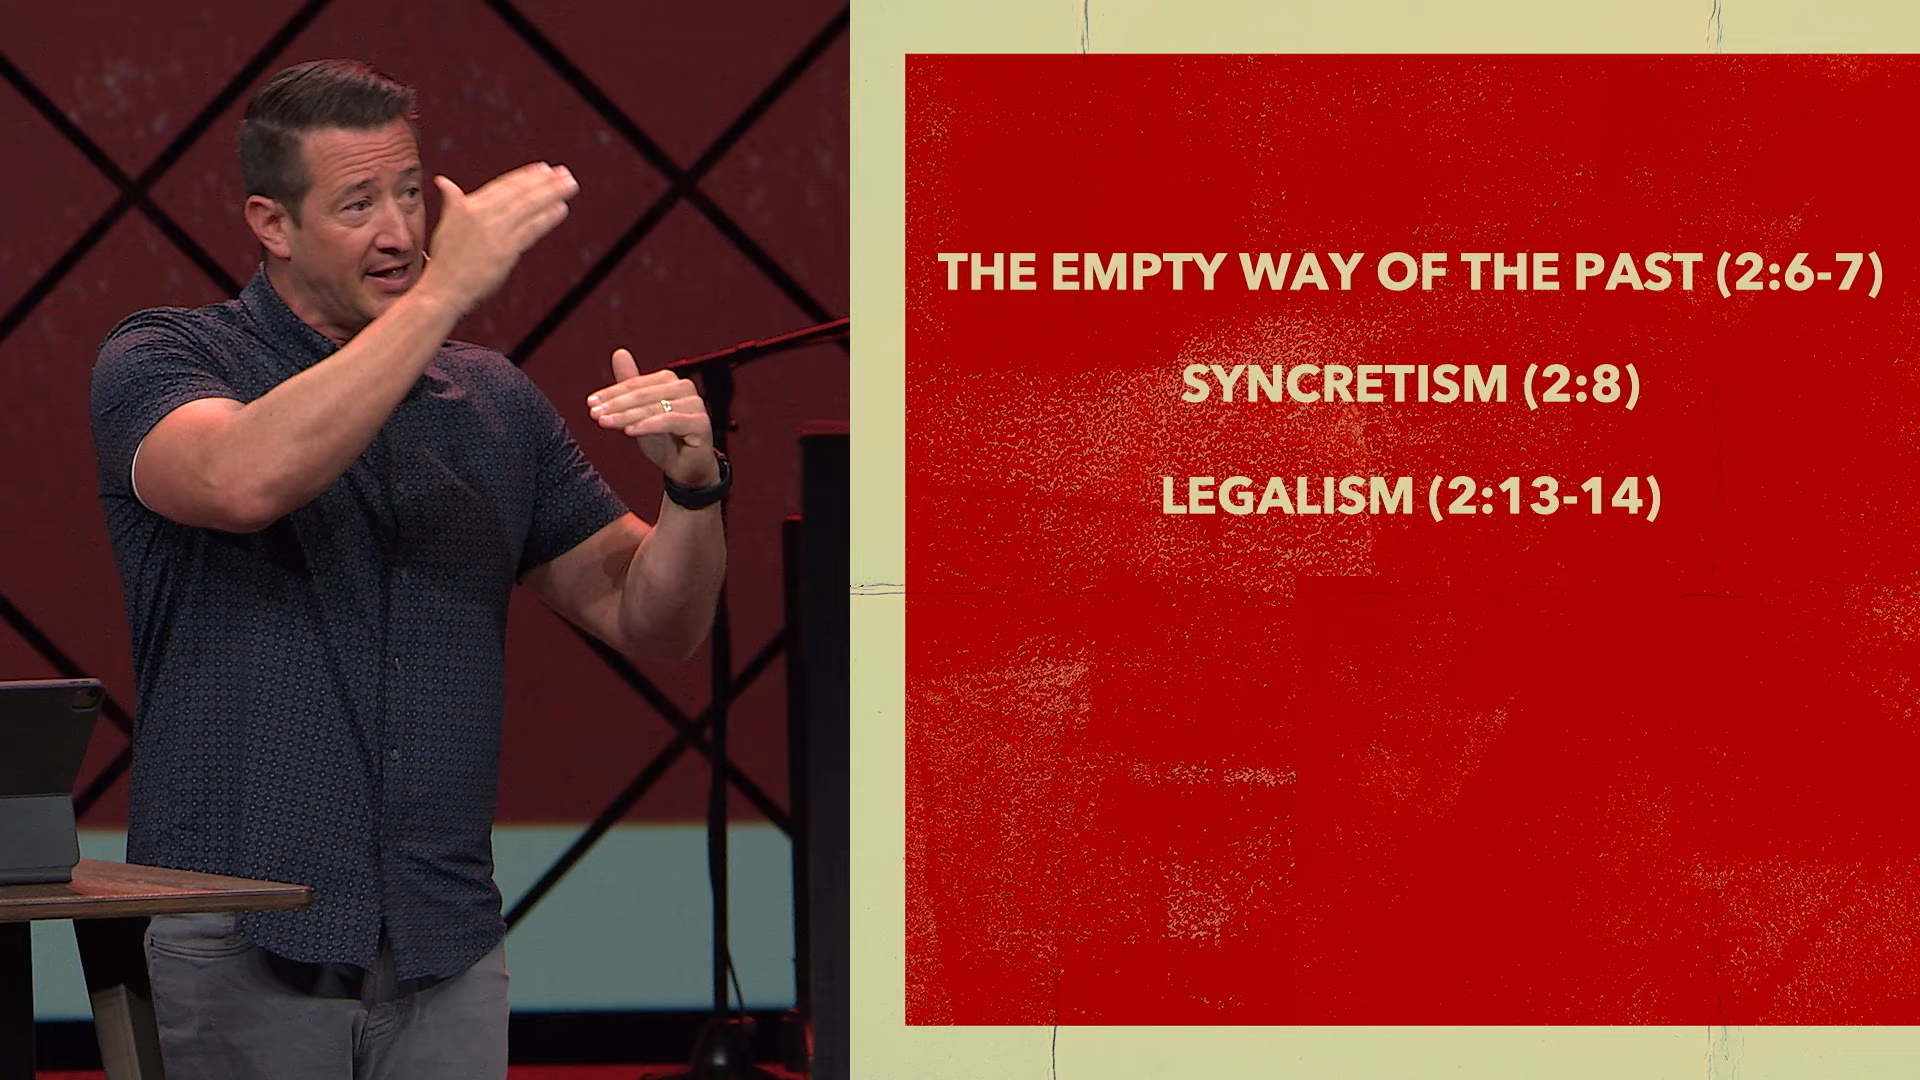 THE EMPTY WAY OF THE PAST (2:6-7)
SYNCRETISM (2:8)
LEGALISM (2:13-14)